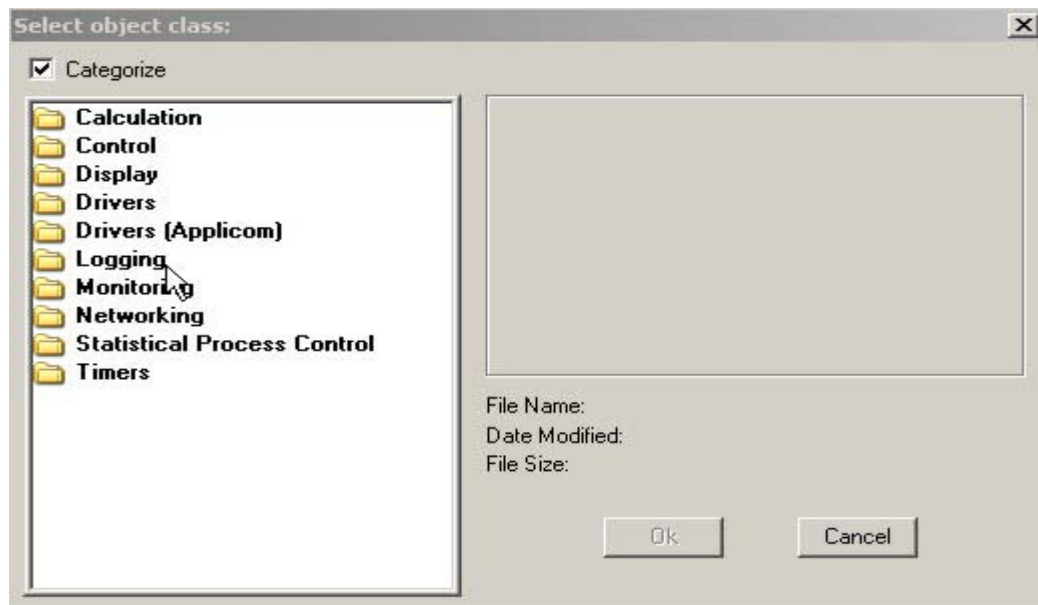 Select object class:
Categorize
Calculation
Control
Display
Drivers
Drivers (Applicom)
Logging
Monitoring
Networking
Statistical Process Control
Timers
File Name:
Date Modified:
File Size:
Ok
Cancel